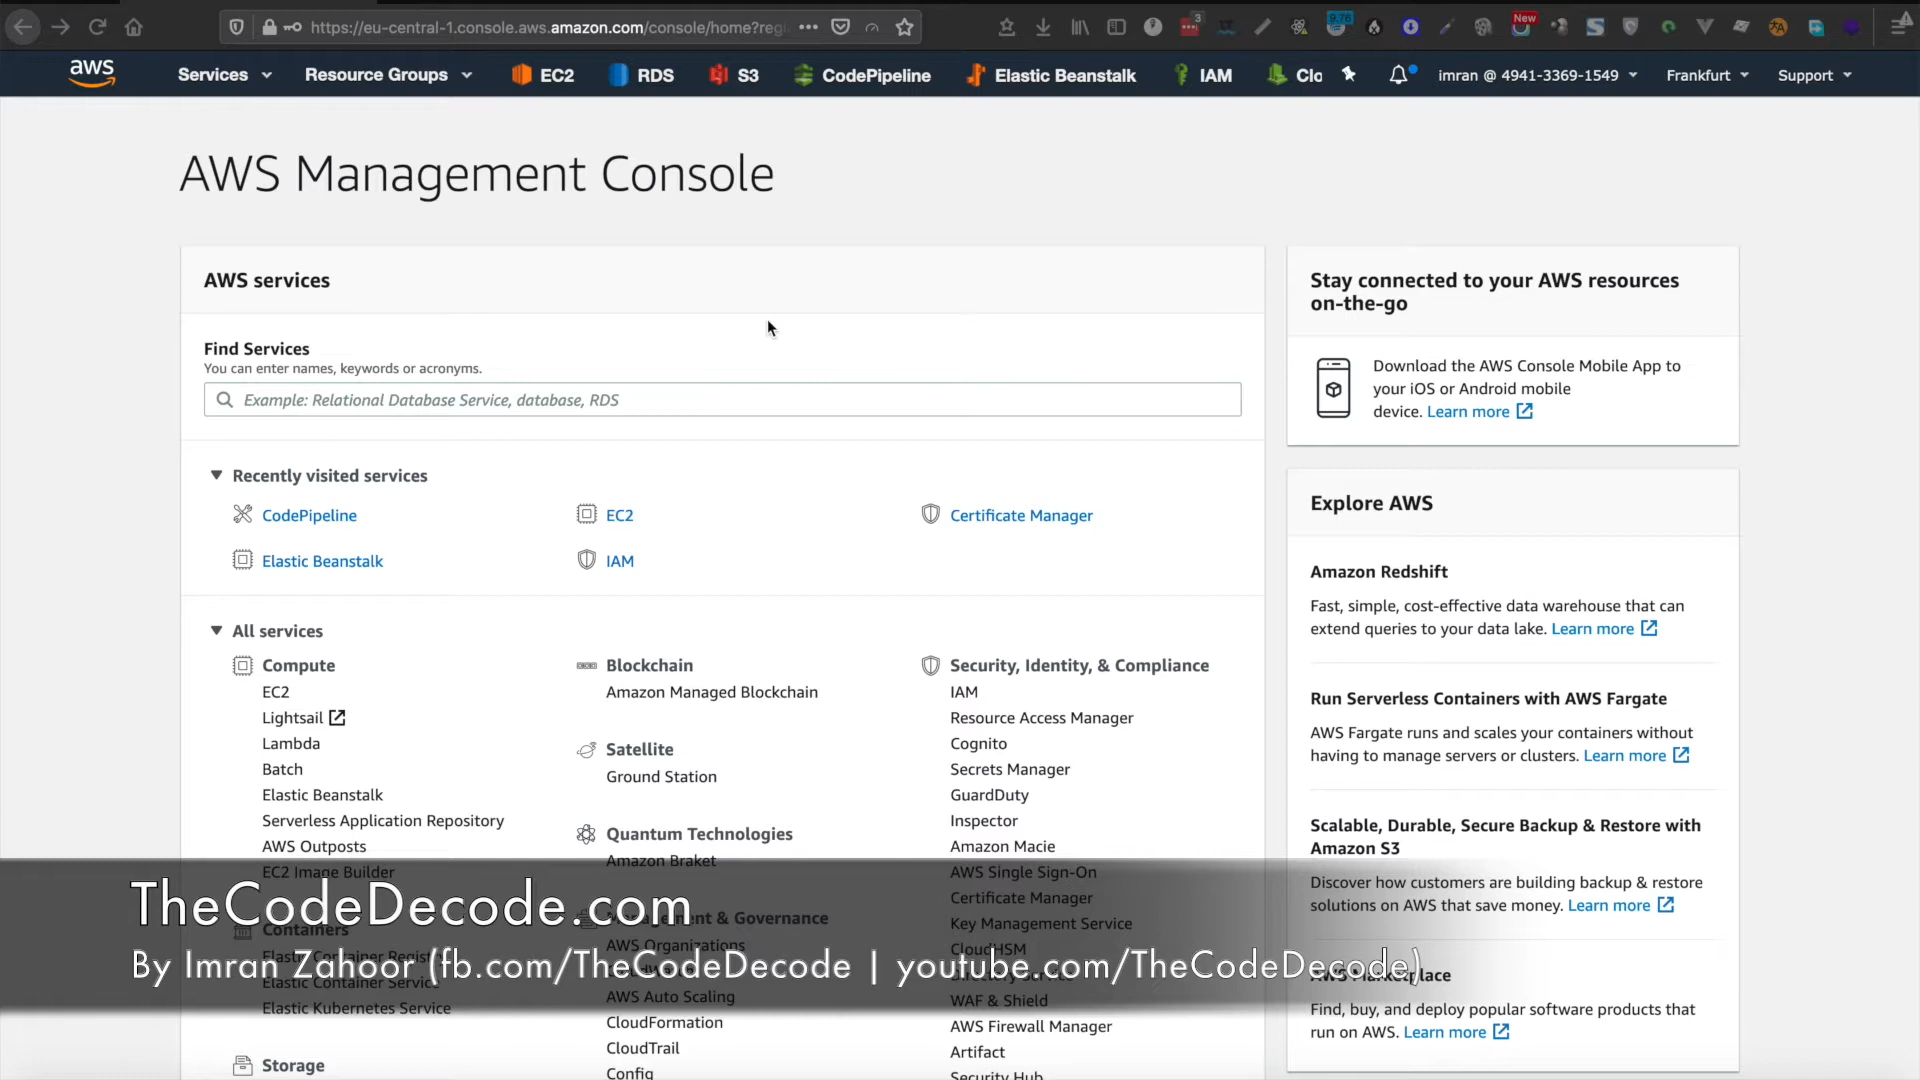 https://eu-central-1.console.aws.amazon.com/console/home?reg
3
9.76
New
aws
Services
Resource Groups
EC2
RDS
S3
CodePipeline
Elastic Beanstalk
IAM
Clo
imran @ 4941-3369-1549
Frankfurt
Support
AWS Management Console
AWS services
Find Services
You can enter names, keywords or acronyms.
Example: Relational Database Service, database, RDS
Recently visited services
CodePipeline
EC2
Certificate Manager
Elastic Beanstalk
IAM
All services
Compute
EC2
Lightsail
Lambda
Batch
Elastic Beanstalk
Serverless Application Repository
AWS Outposts
EC2 Image Builder
Containers
Elastic Container Service
Elastic Kubernetes Service
Storage
Blockchain
Amazon Managed Blockchain
Satellite
Ground Station
Quantum Technologies
Amazon Braket
Management & Governance
AWS Organizations
AWS Auto Scaling
CloudFormation
CloudTrail
Config
Security, Identity, & Compliance
IAM
Resource Access Manager
Cognito
Secrets Manager
GuardDuty
Inspector
Amazon Macie
AWS Single Sign-On
Certificate Manager
Key Management Service
CloudHSM
WAF & Shield
AWS Firewall Manager
Artifact
Security Hub
Stay connected to your AWS resources
on-the-go
Download the AWS Console Mobile App to
your iOS or Android mobile
device. Learn more
Explore AWS
Amazon Redshift
Fast, simple, cost-effective data warehouse that can
extend queries to your data lake. Learn more
Run Serverless Containers with AWS Fargate
AWS Fargate runs and scales your containers without
having to manage servers or clusters. Learn more
Scalable, Durable, Secure Backup & Restore with
Amazon S3
Discover how customers are building backup & restore
solutions on AWS that save money. Learn more
AWS Marketplace
Find, buy, and deploy popular software products that
run on AWS. Learn more
TheCodeDecode.com
By Imran Zahoor (fb.com/TheCodeDecode | youtube.com/TheCodeDecode)